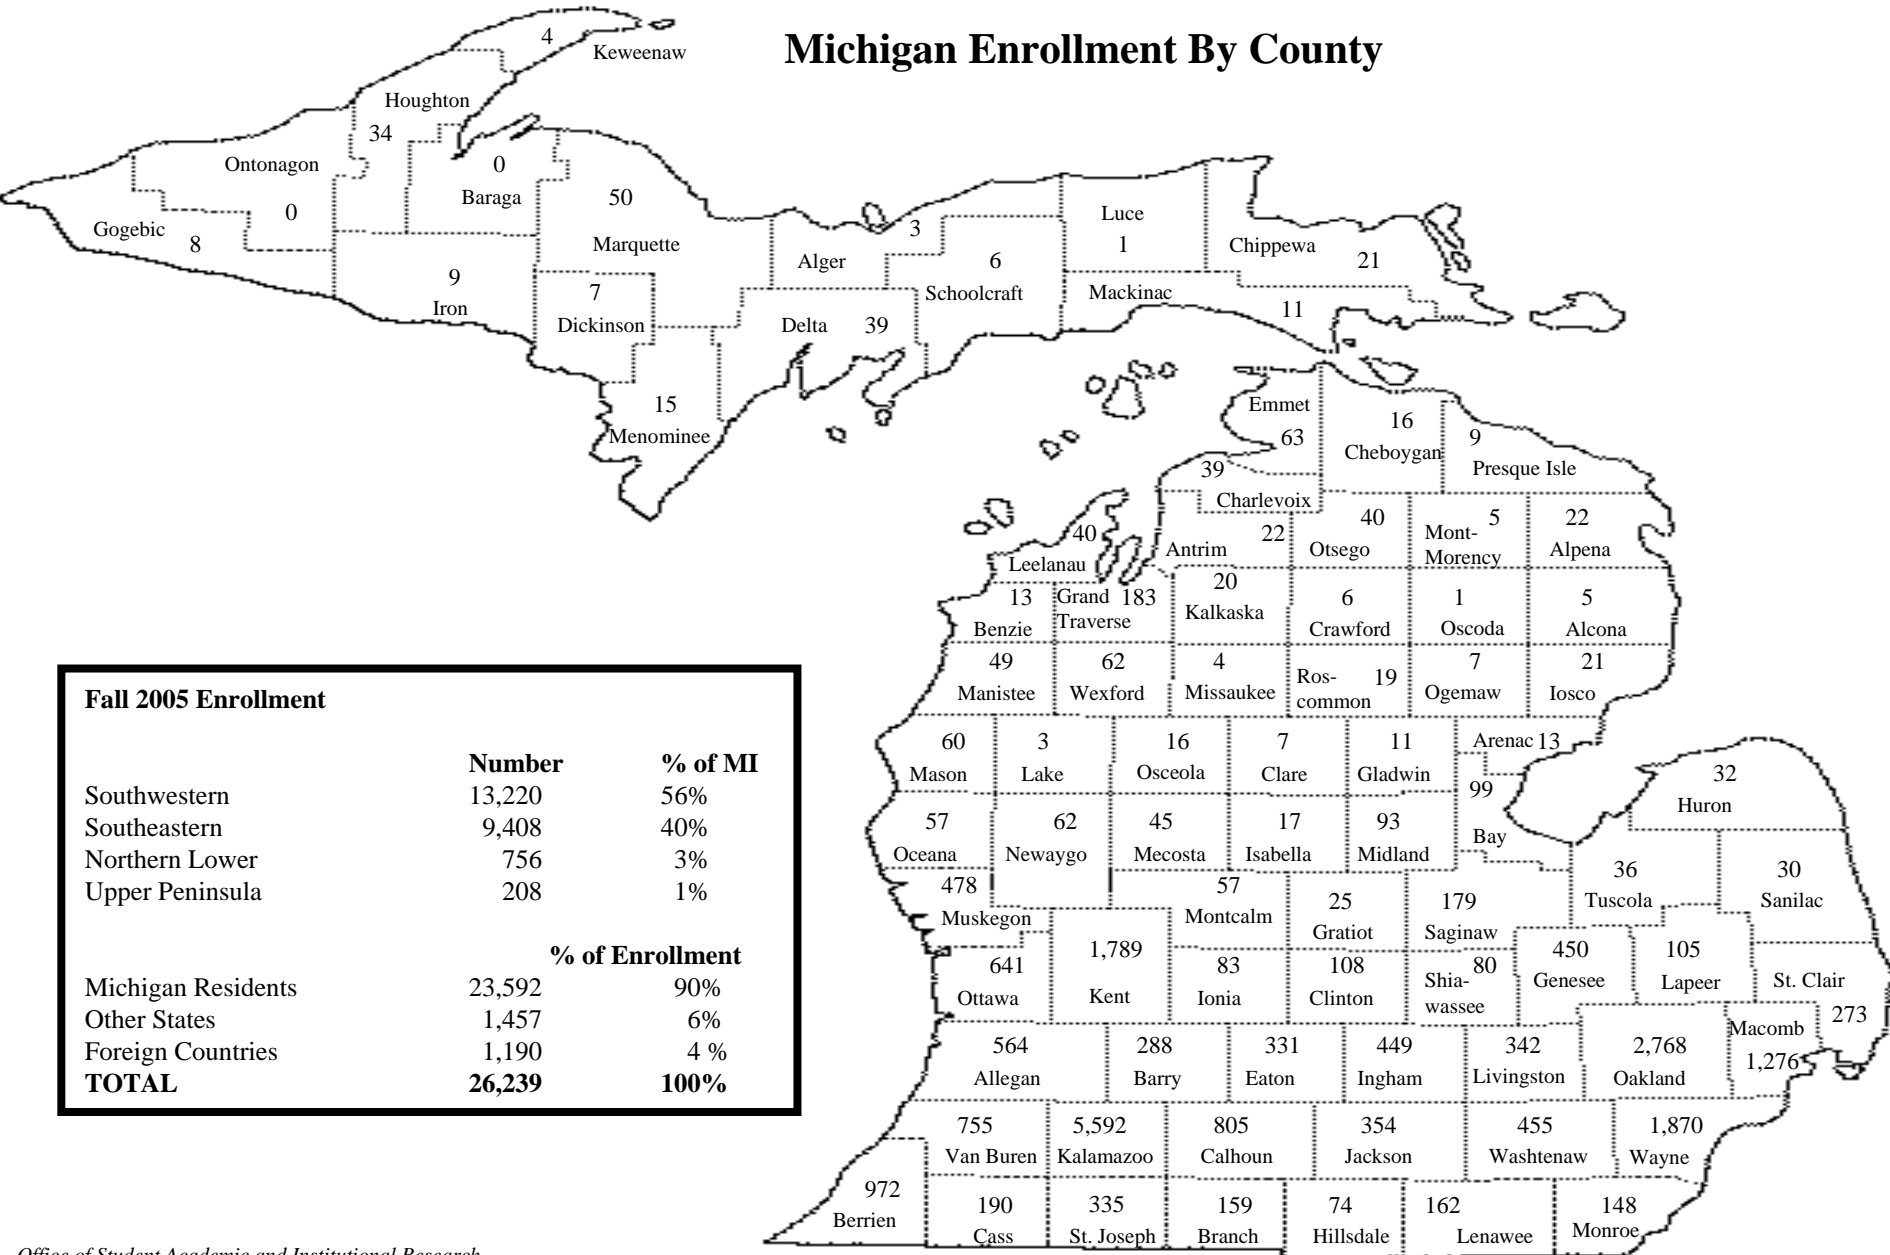 Michigan Enrollment By County
4
Keweenaw
Houghton
34
Ontonagon
0
0
Baraga
50
Marquette
Gogebic
8
9
Iron
7
Dickinson
Alger
3
6
Schoolcraft
Luce
1
Chippewa
21
Mackinac
11
Delta 39
15
Menominee
Emmet
63
16
Cheboygan
9
Presque Isle
39
Charlevoix
40
Leelanau
22
Antrim
40
Otsego
5
Mont-
Morency
22
Alpena
13
Benzie
Grand 183
Traverse
20
Kalkaska
6
Crawford
1
Oscoda
5
Alcona
49
Manistee
62
Wexford
4
Missaukee
Ros- 19
common
7
Ogemaw
21
Iosco
60
Mason
3
Lake
16
Osceola
7
Clare
11
Gladwin
Arenac 13
99
Bay
32
Huron
57
Oceana
62
Newaygo
45
Mecosta
17
Isabella
93
Midland
36
Tuscola
30
Sanilac
478
Muskegon
57
Montcalm
25
Gratiot
179
Saginaw
641
Ottawa
1,789
Kent
83
Ionia
108
Clinton
80
Shia-
wassee
450
Genesee
105
Lapeer
St. Clair
273
564
Allegan
288
Barry
331
Eaton
449
Ingham
342
Livingston
2,768
Oakland
Macomb
1,276
755
Van Buren
5,592
Kalamazoo
805
Calhoun
354
Jackson
455
Washtenaw
1,870
Wayne
972
Berrien
190
Cass
335
St. Joseph
159
Branch
74
Hillsdale
162
Lenawee
148
Monroe
Fall 2005 Enrollment
Number % of MI
Southwestern 13,220 56%
Southeastern 9,408 40%
Northern Lower 756 3%
Upper Peninsula 208 1%
% of Enrollment
Michigan Residents 23,592 90%
Other States 1,457 6%
Foreign Countries 1,190 4 %
TOTAL 26,239 100%
Office of Student Academic and Institutional Research